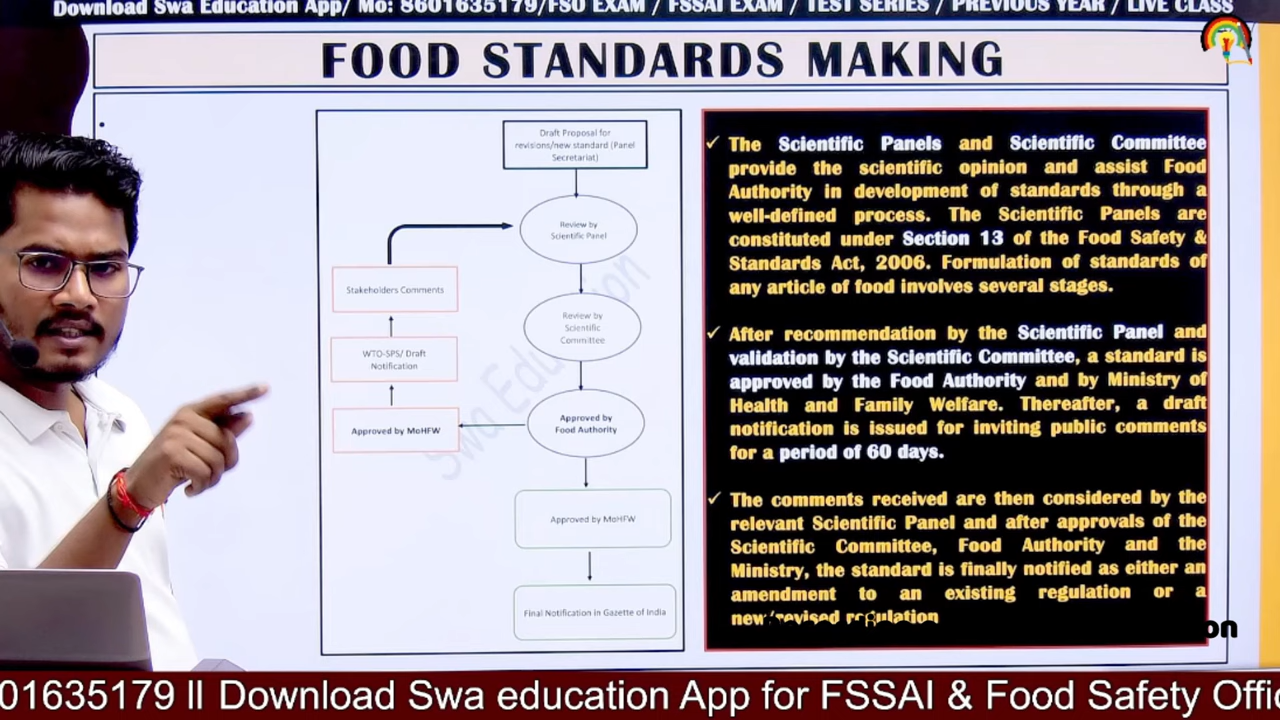 Download Swa Education App/ Mo: 8601635179/FSO EXAM / FSSAI EXAM / TEST SERIES / PREVIOUS YEAR / LIVE CLASS
FOOD STANDARDS MAKING
Draft Proposal for
revisions/new standard (Panel
Secretariat)
Review by
Scientific Panel
Stakeholders Comments
Review by
Scientific
Committee
WTO-SPS/ Draft
Notification
Approved by
Food Authority
Approved by MoHFW
Approved by MoHFW
Final Notification in Gazette of India
Swa Education
✓ The Scientific Panels and Scientific Committee
provide the scientific opinion and assist Food
Authority in development of standards through a
well-defined process. The Scientific Panels are
constituted under Section 13 of the Food Safety &
Standards Act, 2006. Formulation of standards of
any article of food involves several stages.
✓ After recommendation by the Scientific Panel and
validation by the Scientific Committee, a standard is
approved by the Food Authority and by Ministry of
Health and Family Welfare. Thereafter, a draft
notification is issued for inviting public comments
for a period of 60 days.
✓ The comments received are then considered by the
relevant Scientific Panel and after approvals of the
Scientific Committee, Food Authority and the
Ministry, the standard is finally notified as either an
amendment to an existing regulation or a
new/revised regulation
on
01635179 ll Download Swa education App for FSSAI & Food Safety Offic